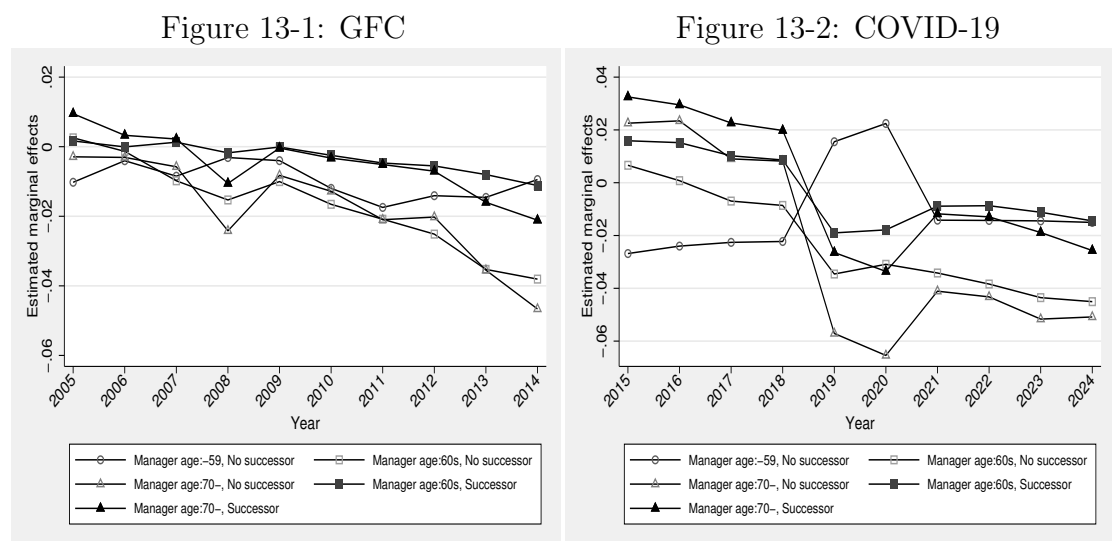 Figure 13-1: GFC
Estimated marginal effects
.02
0
-.02
-.04
-.06
2005
2006
2007
2008
2009
2010
2011
2012
2013
2014
Year
Manager age:-59, No successor
Manager age:60s, No successor
Manager age:70-, No successor
Manager age:60s, Successor
Manager age:70-, Successor
Figure 13-2: COVID-19
Estimated marginal effects
.04
.02
0
-.02
-.04
-.06
2015
2016
2017
2018
2019
2020
2021
2022
2023
2024
Year
Manager age:-59, No successor
Manager age:60s, No successor
Manager age:70-, No successor
Manager age:60s, Successor
Manager age:70-, Successor